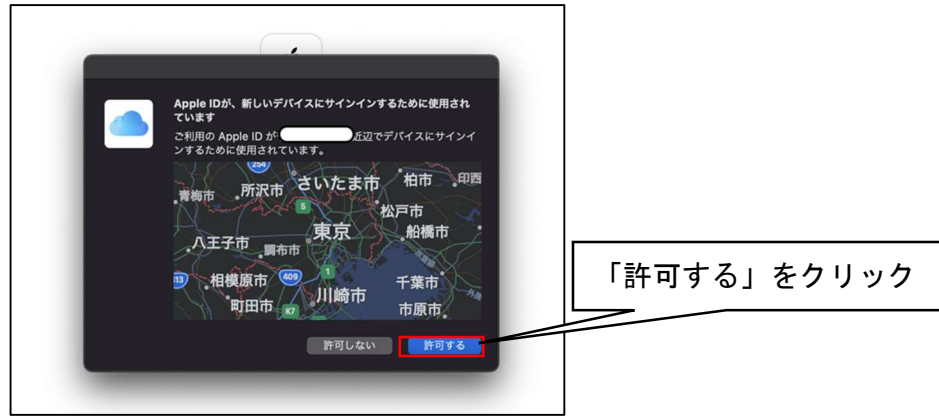 Apple IDが、新しいデバイスにサインインするために使用され
ています
ご利用の Apple ID が
近辺でデバイスにサインイ
ンするために使用されています。
254
さいたま市
柏市
印西
青梅市
所沢市
5
松戸市
東京
船橋市
八王子市
調布市
1
相模原市
409
千葉市
川崎市
町田市
K7
市原市
許可しない
許可する
「許可する」をクリック